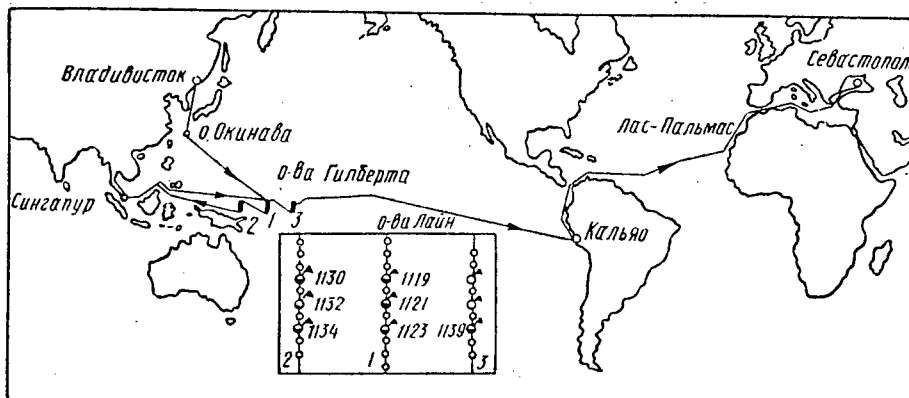 Севастополь
Владивосток
Лас-Пальмас
о. Окинава
о-ва Гилберта
Сингапур
2 1 3
о-ва Лайн
Кальяо
1130 1119
1132 1121
1134 1123 1139
2 1 3